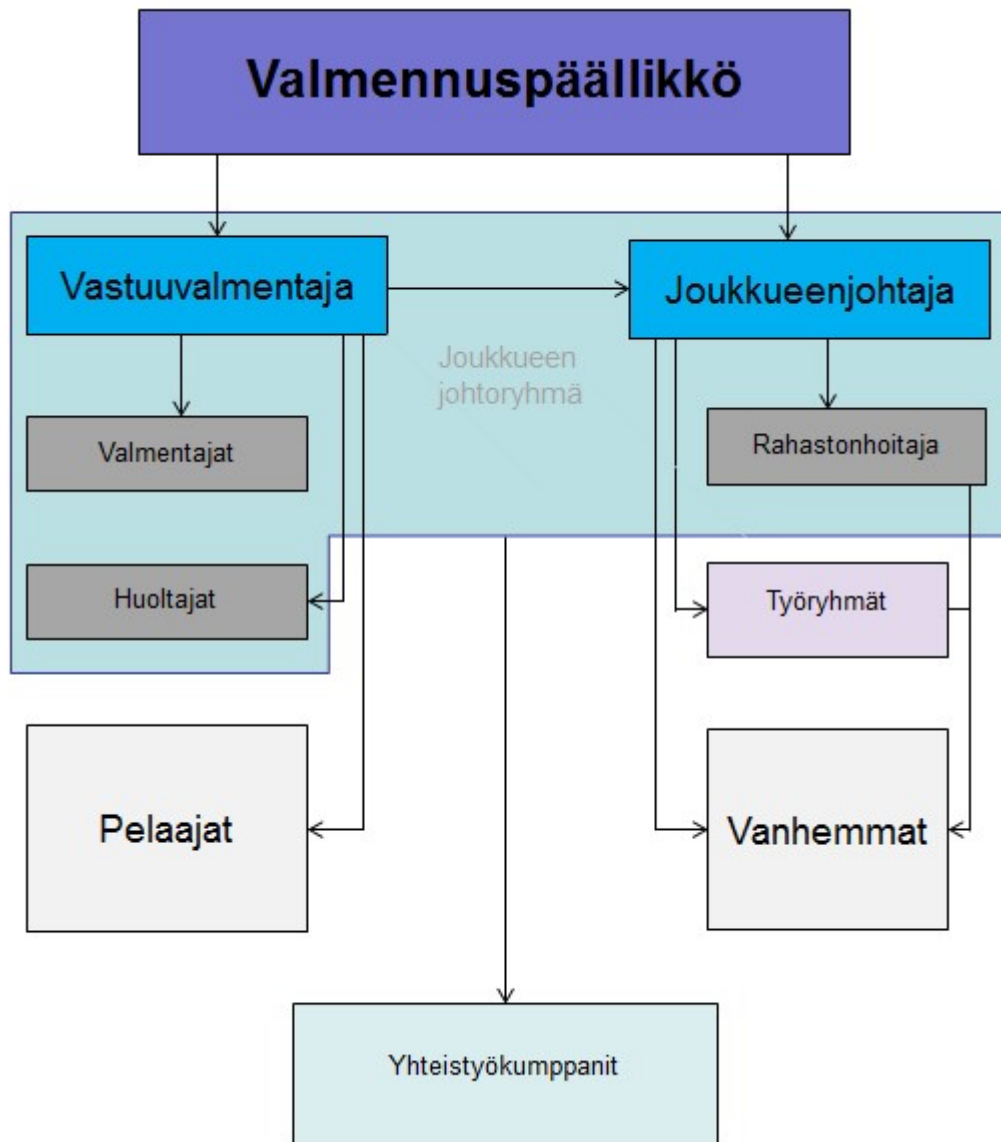 Valmennuspäällikkö
Vastuuvalmentaja
Joukkueenjohtaja
Joukkueen
johtoryhmä
Valmentajat
Rahastonhoitaja
Huoltajat
Työryhmät
Pelaajat
Vanhemmat
Yhteistyökumppanit